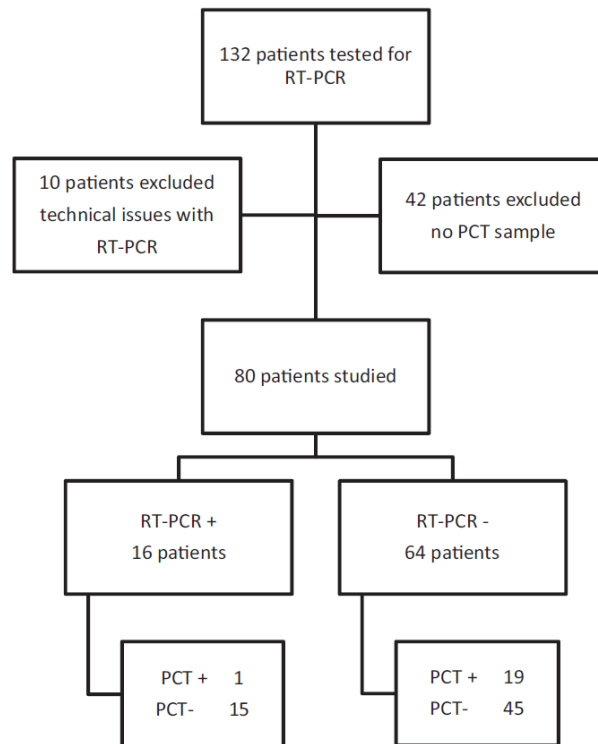 132 patients tested for
RT-PCR
10 patients excluded
technical issues with
RT-PCR
42 patients excluded
no PCT sample
80 patients studied
RT-PCR +
16 patients
RT-PCR -
64 patients
PCT + 1
PCT- 15
PCT + 19
PCT- 45